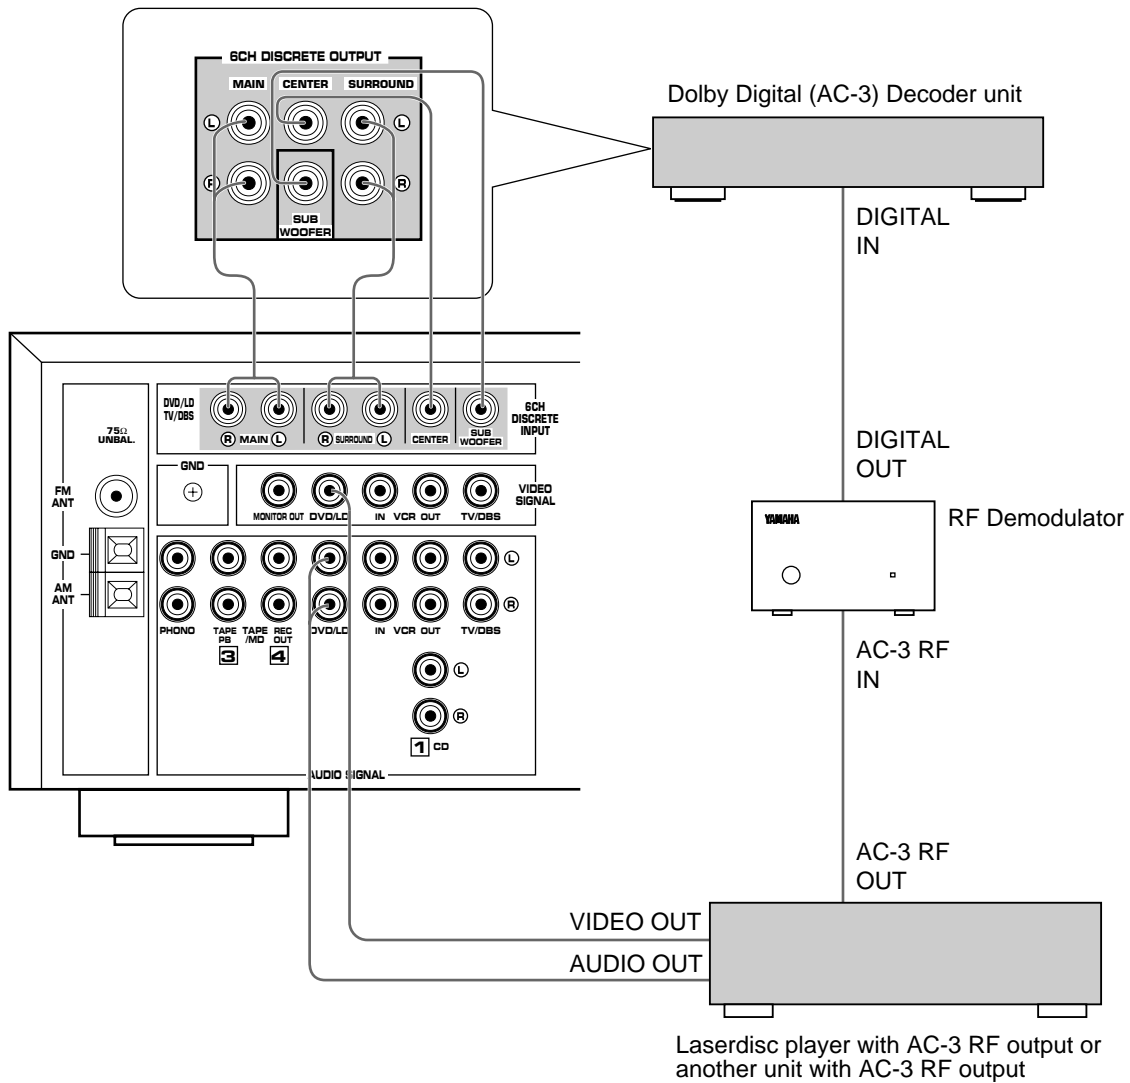 6CH DISCRETE OUTPUT
MAIN CENTER SURROUND
L L
R R
SUB
WOOFER
Dolby Digital (AC-3) Decoder unit
DIGITAL
IN
DVD/LD
TV/DBS
6CH
DISCRETE
INPUT
R MAIN L
R SURROUND L
CENTER
SUB
WOOFER
75Ω
UNBAL.
FM
ANT
GND
AM
ANT
GND
VIDEO
SIGNAL
MONITOR OUT DVD/LD IN VCR OUT TV/DBS
L
R
PHONO
TAPE
PB
3
TAPE
/MD
REC
OUT
4
DVD/LD IN VCR OUT TV/DBS
L
R
1 CD
AUDIO SIGNAL
DIGITAL
OUT
YAMAHA
RF Demodulator
AC-3 RF
IN
AC-3 RF
OUT
VIDEO OUT
AUDIO OUT
Laserdisc player with AC-3 RF output or
another unit with AC-3 RF output